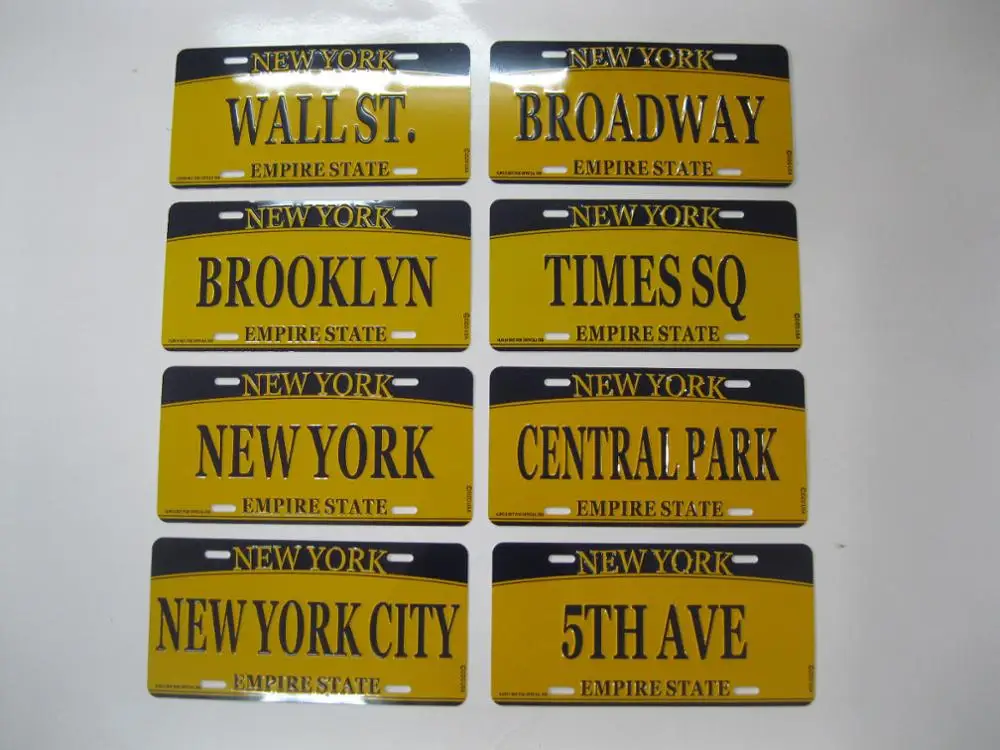 NEW YORK
WALL ST.
EMPIRE STATE
NEW YORK
BROADWAY
EMPIRE STATE
NEW YORK
BROOKLYN
EMPIRE STATE
NEW YORK
TIMES SQ
EMPIRE STATE
NEW YORK
NEW YORK
EMPIRE STATE
NEW YORK
CENTRAL PARK
EMPIRE STATE
NEW YORK
NEW YORK CITY
EMPIRE STATE
NEW YORK
5TH AVE
EMPIRE STATE